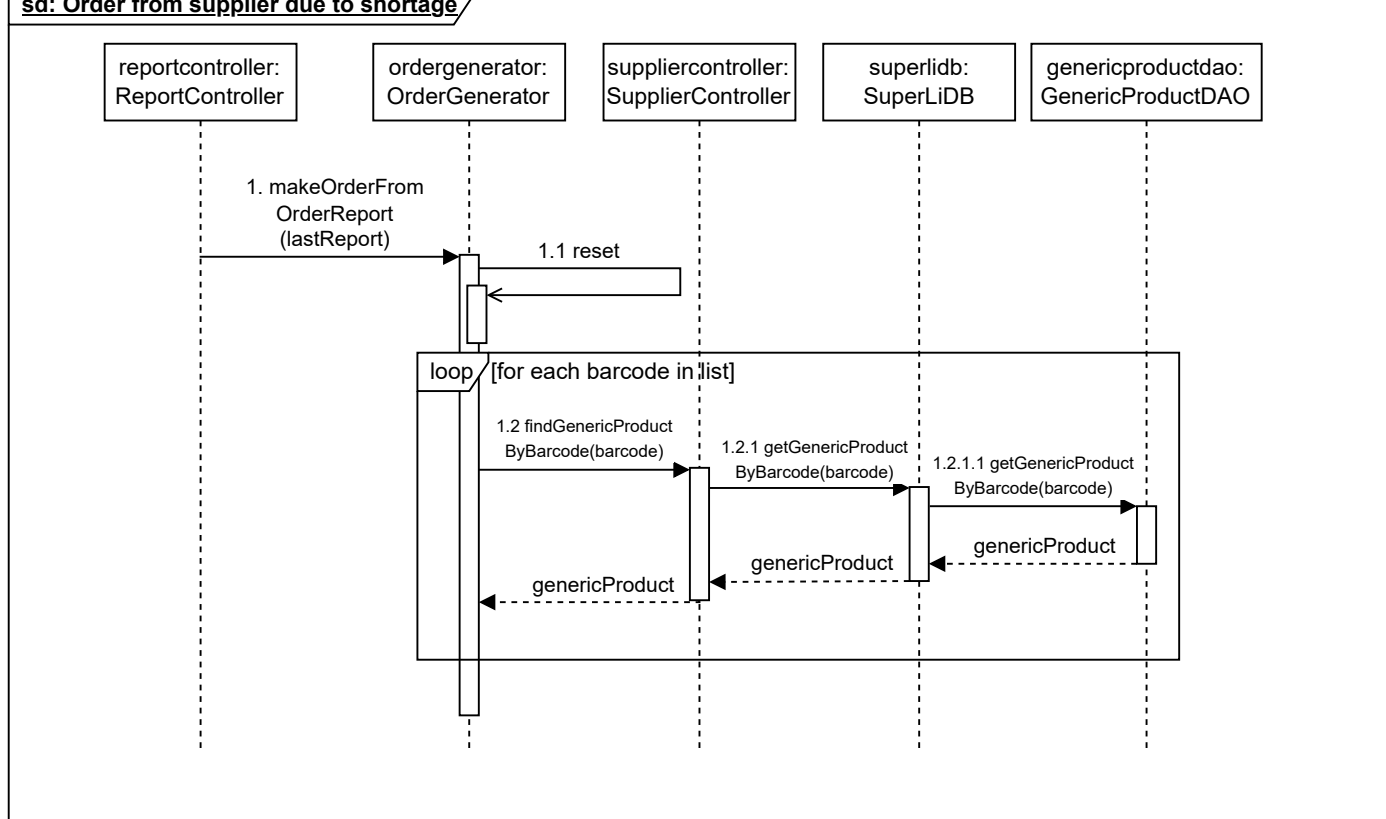 sd: Order from supplier due to shortage
reportcontroller:
ReportController
ordergenerator:
OrderGenerator
suppliercontroller:
SupplierController
superlidb:
SuperLiDB
genericproductdao:
GenericProductDAO
1. makeOrderFrom
OrderReport
(lastReport)
1.1 reset
loop
[for each barcode in list]
1.2 findGenericProduct
ByBarcode(barcode)
1.2.1 getGenericProduct
ByBarcode(barcode)
1.2.1.1 getGenericProduct
ByBarcode(barcode)
genericProduct
genericProduct
genericProduct